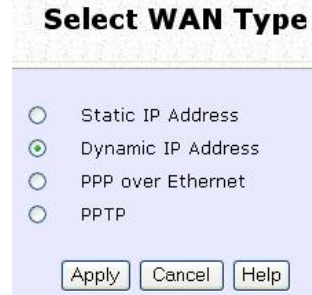 Select WAN Type
Static IP Address
Dynamic IP Address
PPP over Ethernet
PPTP
Apply Cancel Help